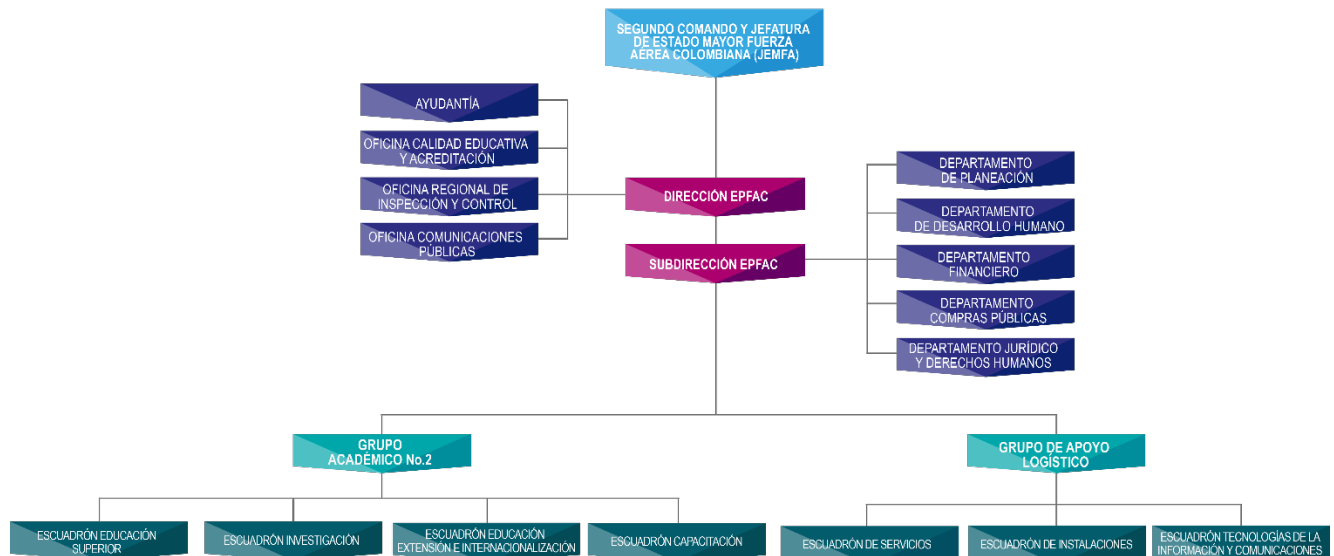 SEGUNDO COMANDO Y JEFATURA
DE ESTADO MAYOR FUERZA
AÉREA COLOMBIANA (JEMFA)
AYUDANTÍA
OFICINA CALIDAD EDUCATIVA
Y ACREDITACIÓN
OFICINA REGIONAL DE
INSPECCIÓN Y CONTROL
OFICINA COMUNICACIONES
PÚBLICAS
DIRECCIÓN EPFAC
SUBDIRECCIÓN EPFAC
DEPARTAMENTO
DE PLANEACIÓN
DEPARTAMENTO
DE DESARROLLO HUMANO
DEPARTAMENTO
FINANCIERO
DEPARTAMENTO
COMPRAS PÚBLICAS
DEPARTAMENTO JURÍDICO
Y DERECHOS HUMANOS
GRUPO
ACADÉMICO No.2
GRUPO DE APOYO
LOGÍSTICO
ESCUADRÓN EDUCACIÓN
SUPERIOR
ESCUADRÓN INVESTIGACIÓN
ESCUADRÓN EDUCACIÓN
EXTENSIÓN E INTERNACIONALIZACIÓN
ESCUADRÓN CAPACITACIÓN
ESCUADRÓN DE SERVICIOS
ESCUADRÓN DE INSTALACIONES
ESCUADRÓN TECNOLOGÍAS DE LA
INFORMACIÓN Y COMUNICACIONES